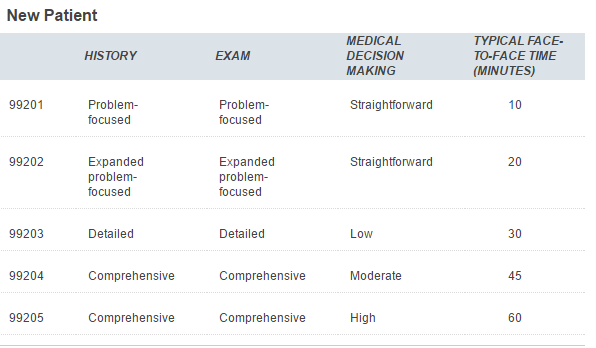 New Patient
HISTORY EXAM MEDICAL DECISION MAKING TYPICAL FACE-TO-FACE TIME (MINUTES)
99201 Problem-focused Problem-focused Straightforward 10
99202 Expanded problem-focused Expanded problem-focused Straightforward 20
99203 Detailed Detailed Low 30
99204 Comprehensive Comprehensive Moderate 45
99205 Comprehensive Comprehensive High 60